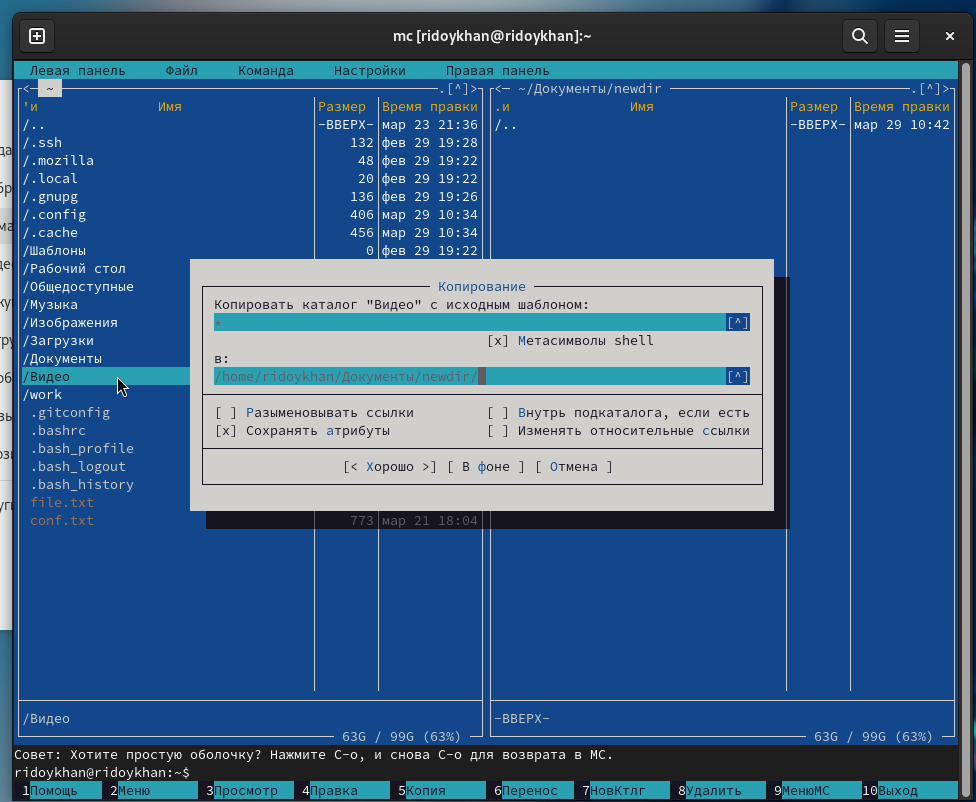 mc [ridoykhan@ridoykhan]:~
Левая панель Файл Команда Настройки Правая панель
<- ~ .[^]>
<- ~/Документы/newdir .[^]>
'и Имя Размер Время правки
.и Имя Размер Время правки
/.. -ВВЕРХ- мар 23 21:36
/.. -ВВЕРХ- мар 29 10:42
/.ssh 132 фев 29 19:28
/.mozilla 48 фев 29 19:22
/.local 20 фев 29 19:22
/.gnupg 136 фев 29 19:26
/.config 406 мар 29 10:34
/.cache 456 мар 29 10:34
/Шаблоны 0 фев 29 19:22
/Рабочий стол
/Общедоступные
/Музыка
/Изображения
/Загрузки
/Документы
/Видео
/work
.gitconfig
.bashrc
.bash_profile
.bash_logout
.bash_history
file.txt
conf.txt 773 мар 21 18:04
Копирование
Копировать каталог "Видео" с исходным шаблоном:
* [^]
[x] Метасимволы shell
в:
/home/ridoykhan/Документы/newdir/ [^]
[ ] Разыменовывать ссылки [ ] Внутрь подкаталога, если есть
[x] Сохранять атрибуты [ ] Изменять относительные ссылки
[< Хорошо >] [ В фоне ] [ Отмена ]
/Видео
-ВВЕРХ-
63G / 99G (63%)
63G / 99G (63%)
Совет: Хотите простую оболочку? Нажмите C-o, и снова C-o для возврата в MC.
ridoykhan@ridoykhan:~$
1Помощь 2Меню 3Просмотр 4Правка 5Копия 6Перенос 7НовКтлг 8Удалить 9МенюMC 10Выход